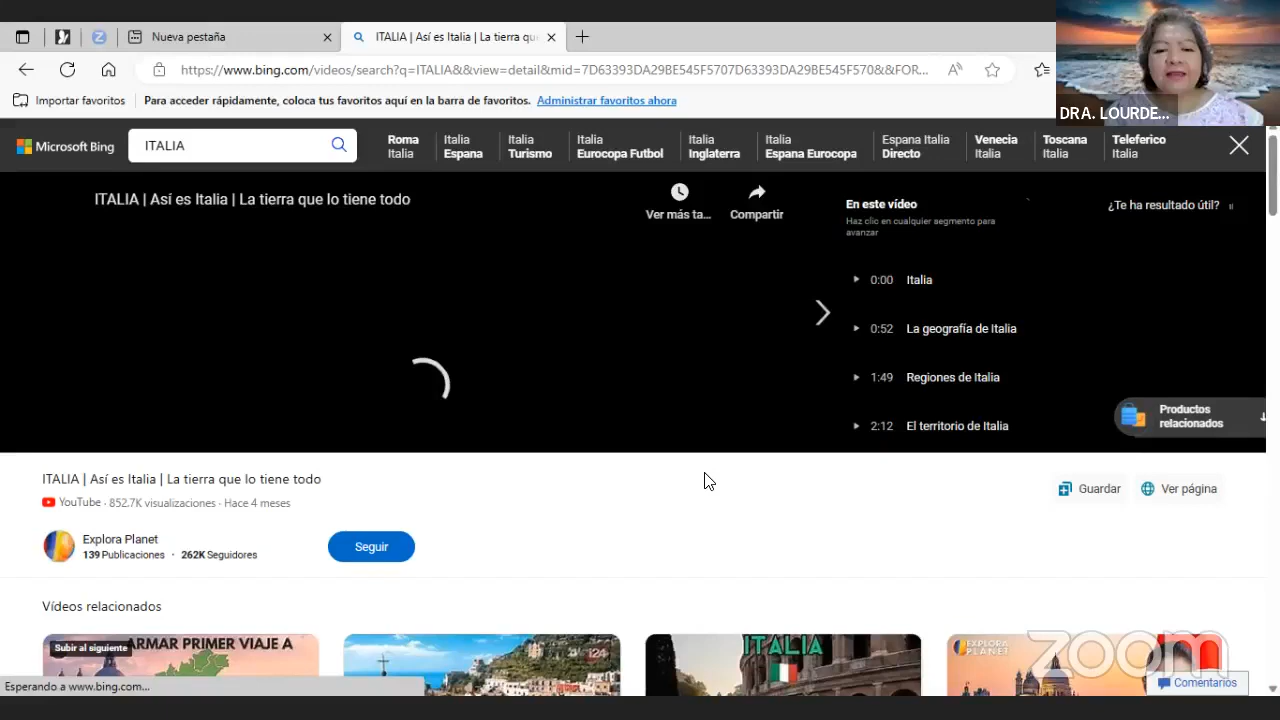 Nueva pestaña
ITALIA | Así es Italia | La tierra qu
https://www.bing.com/videos/search?q=ITALIA&&view=detail&mid=7D63393DA29BE545F5707D63393DA29BE545F570&&FOR...
DRA. LOURDE...
Importar favoritos
Para acceder rápidamente, coloca tus favoritos aquí en la barra de favoritos. Administrar favoritos ahora
Microsoft Bing
ITALIA
Roma
Italia
Italia
Espana
Italia
Turismo
Italia
Eurocopa Futbol
Italia
Inglaterra
Italia
Espana Eurocopa
Espana Italia
Directo
Venecia
Italia
Toscana
Italia
Teleferico
Italia
ITALIA | Así es Italia | La tierra que lo tiene todo
Ver más ta...
Compartir
En este vídeo
Haz clic en cualquier segmento para
avanzar
¿Te ha resultado útil?
0:00 Italia
0:52 La geografía de Italia
1:49 Regiones de Italia
2:12 El territorio de Italia
Productos
relacionados
ITALIA | Así es Italia | La tierra que lo tiene todo
YouTube · 852.7K visualizaciones · Hace 4 meses
Guardar
Ver página
Explora Planet
139 Publicaciones · 262K Seguidores
Seguir
Vídeos relacionados
Subir al siguiente
ARMAR PRIMER VIAJE A
ITALIA
EXPLORA
PLANET
zoom
Comentarios
Esperando a www.bing.com...